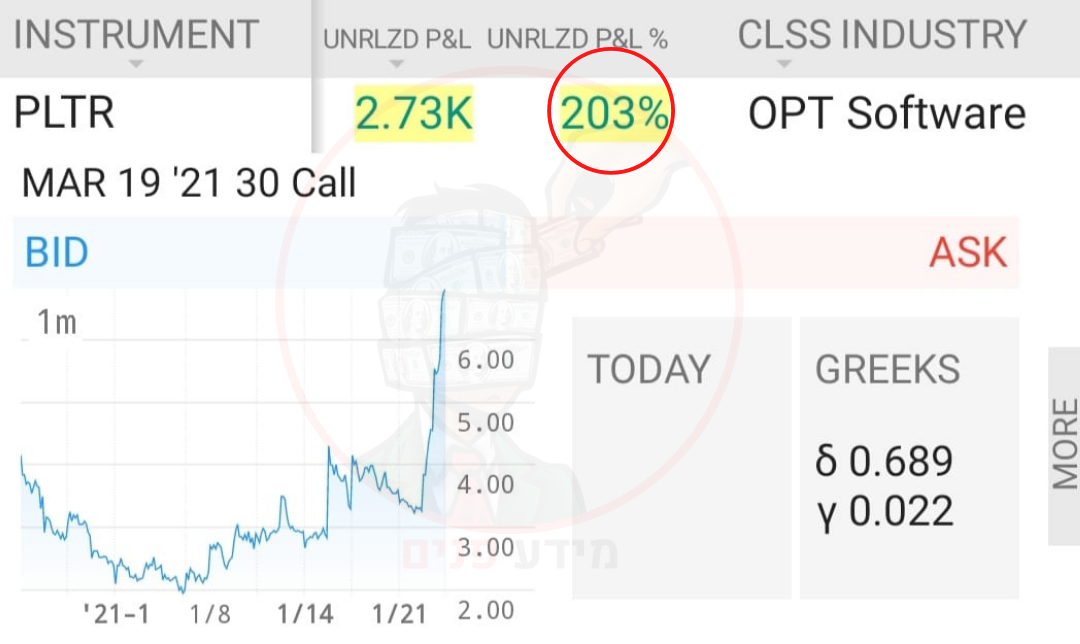 INSTRUMENT UNRLZD P&L UNRLZD P&L % CLSS INDUSTRY
PLTR 2.73K 203% OPT Software
MAR 19 '21 30 Call
BID ASK
1m
6.00
5.00
4.00
3.00
2.00
'21-1 1/8 1/14 1/21
TODAY
GREEKS
δ 0.689
γ 0.022
MORE
מידע פנים